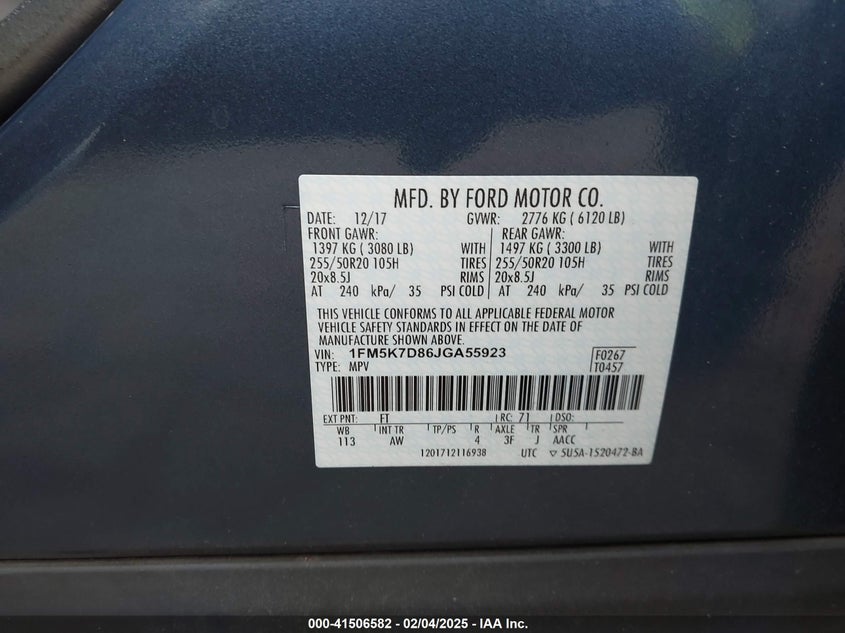 MFD. BY FORD MOTOR CO.
DATE: 12/17 GVWR: 2776 KG ( 6120 LB)
FRONT GAWR: REAR GAWR:
1397 KG ( 3080 LB) WITH 1497 KG ( 3300 LB) WITH
255/50R20 105H TIRES 255/50R20 105H TIRES
20x8.5J RIMS 20x8.5J RIMS
AT 240 kPa/ 35 PSI COLD AT 240 kPa/ 35 PSI COLD
THIS VEHICLE CONFORMS TO ALL APPLICABLE FEDERAL MOTOR
VEHICLE SAFETY STANDARDS IN EFFECT ON THE DATE OF
MANUFACTURE SHOWN ABOVE.
VIN: 1FM5K7D86JGA55923 F0267
TYPE: MPV T0457
EXT PNT: FT RC: 71 DSO:
WB INT TR TP/PS R AXLE TR SPR
113 AW 4 3F J AACC
1201712116938 UTC ▽ 5U5A-1520472-BA
000-41506582 - 02/04/2025 - IAA Inc.